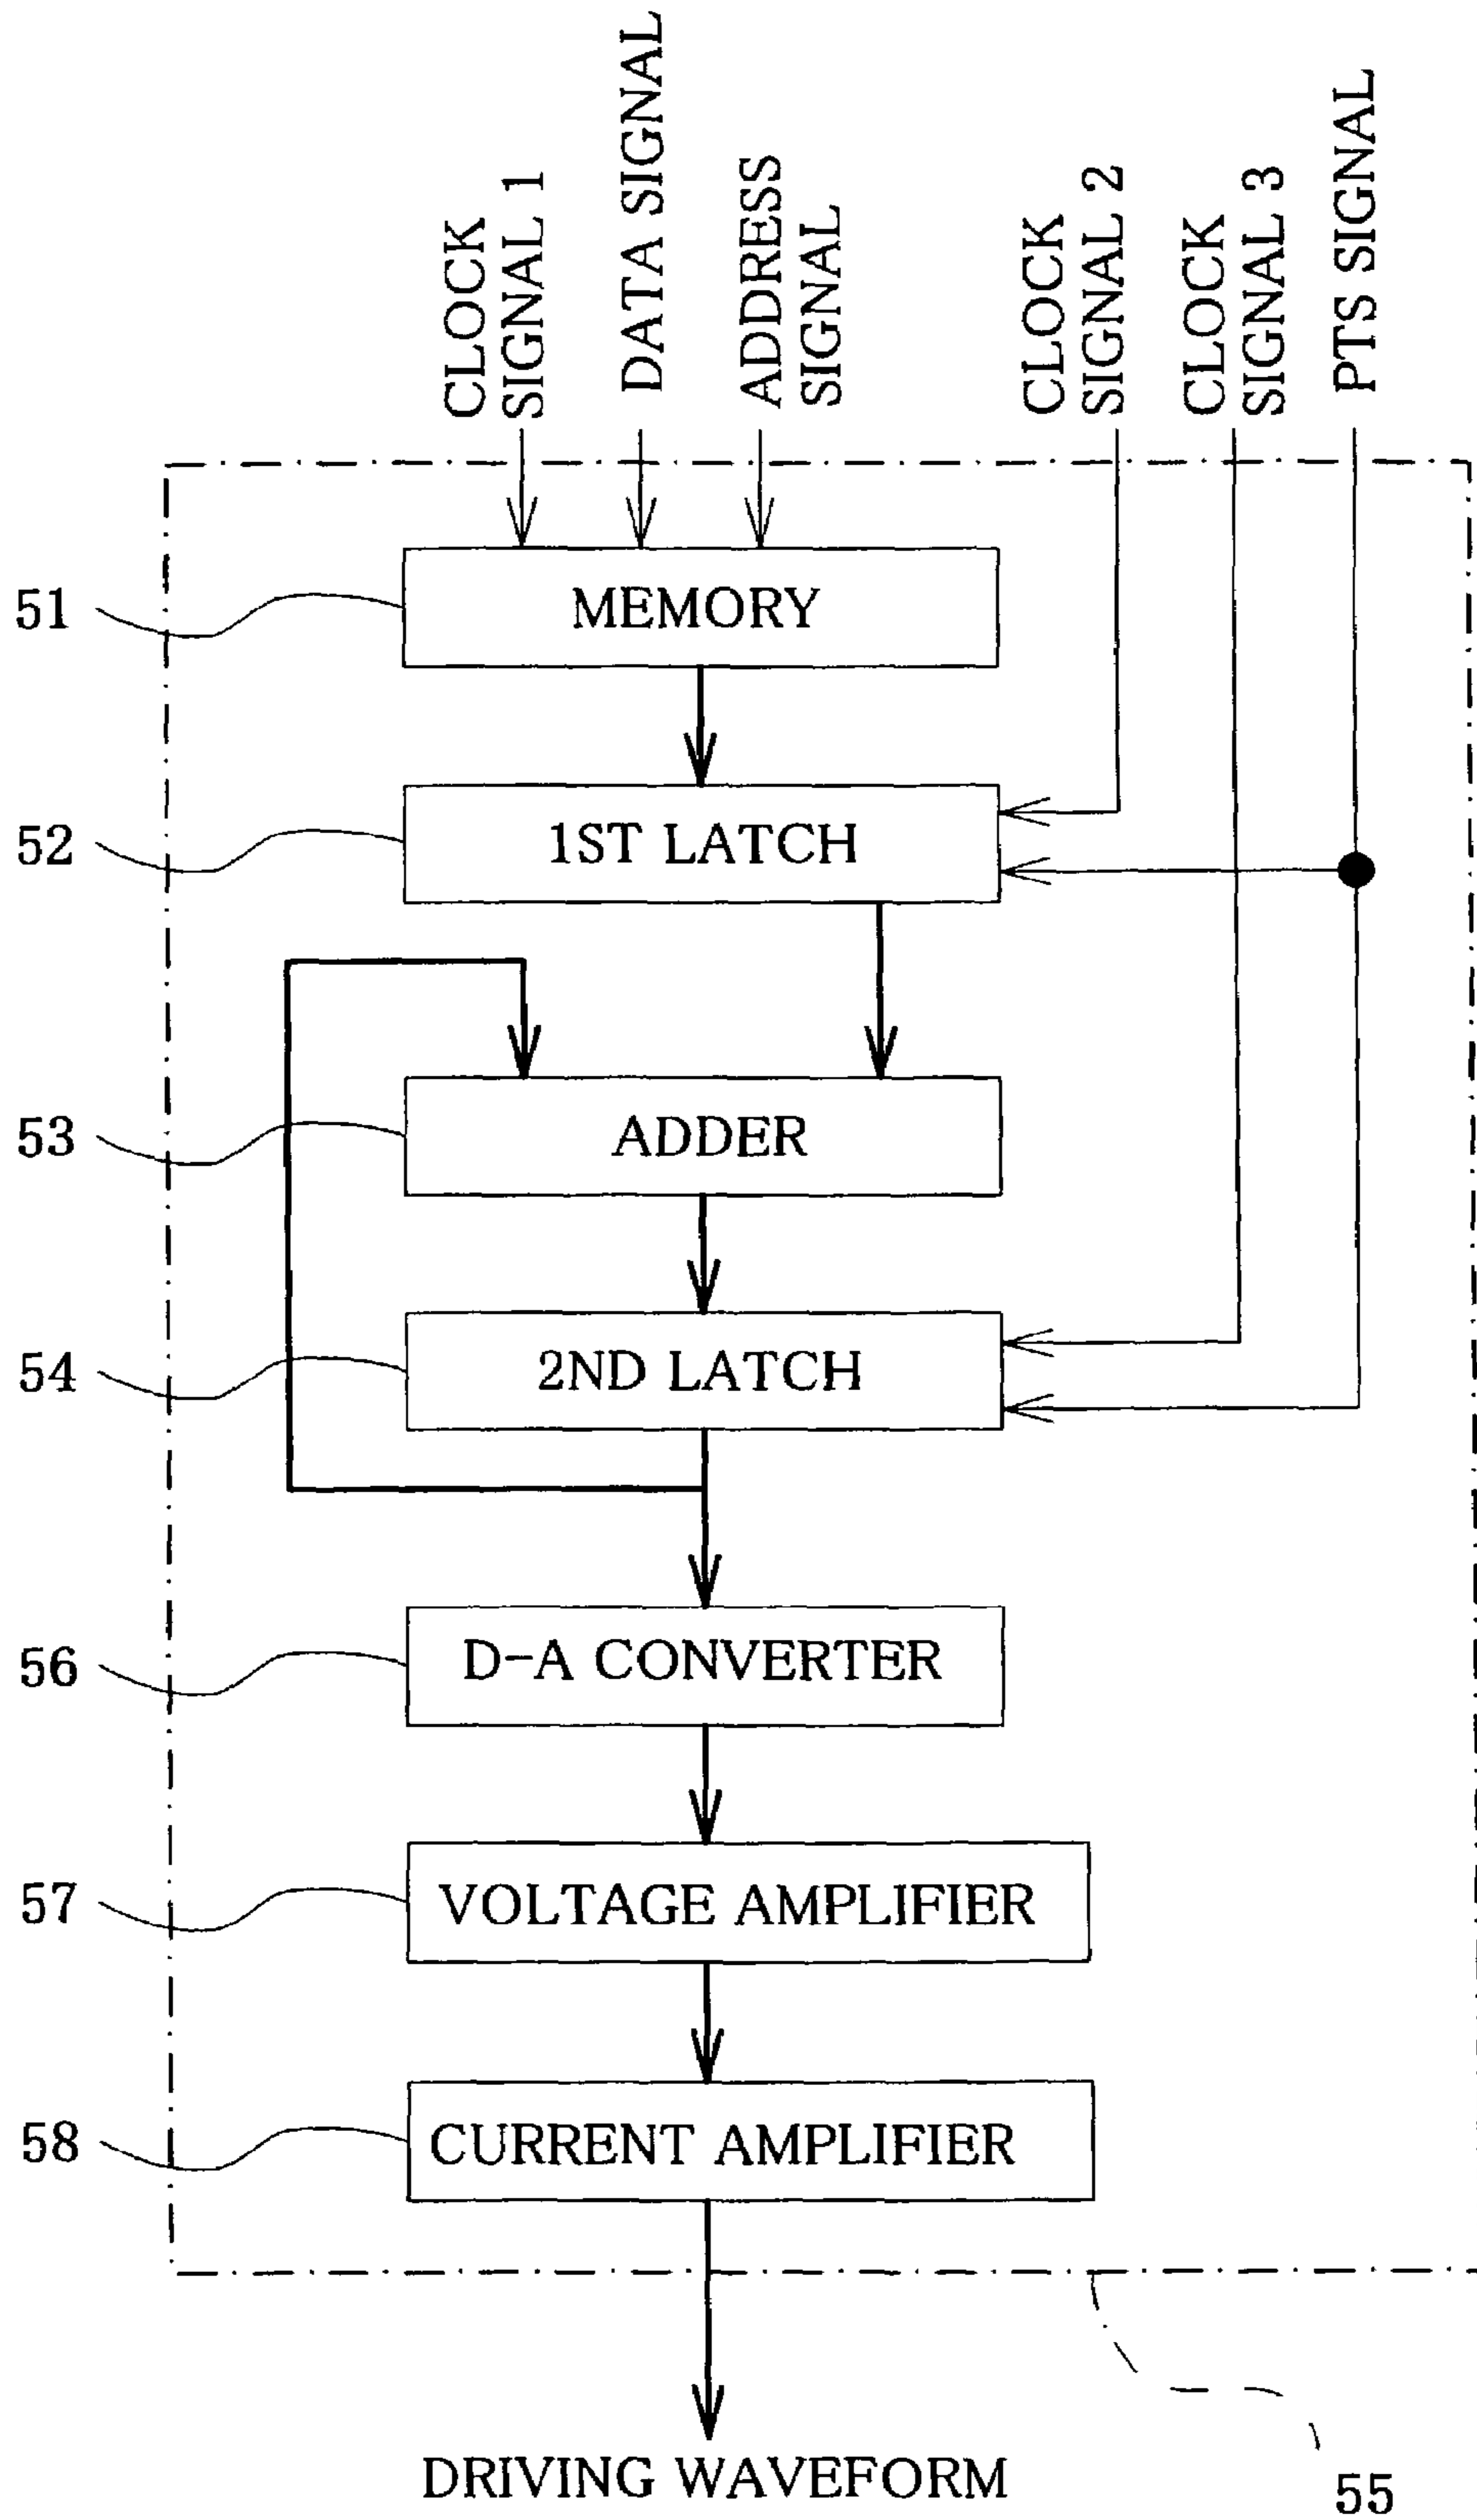 CLOCK
SIGNAL 1
DATA SIGNAL
ADDRESS
SIGNAL
CLOCK
SIGNAL 2
CLOCK
SIGNAL 3
PTS SIGNAL
51
MEMORY
52
1ST LATCH
53
ADDER
54
2ND LATCH
56
D-A CONVERTER
57
VOLTAGE AMPLIFIER
58
CURRENT AMPLIFIER
DRIVING WAVEFORM
55